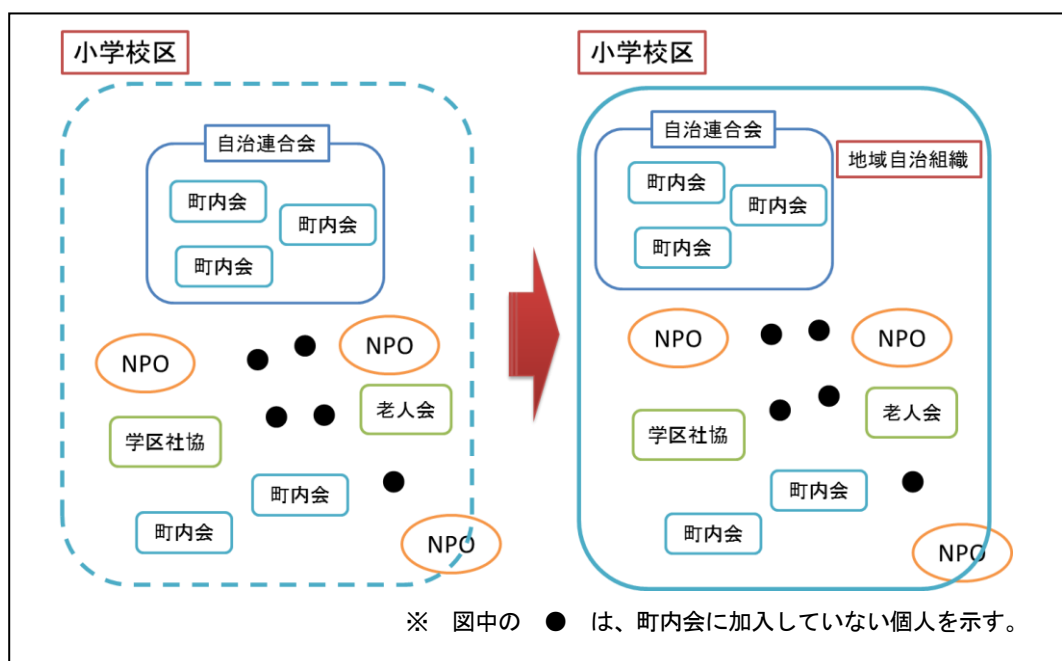 小学校区
自治連合会
町内会
町内会
町内会
NPO
NPO
老人会
学区社協
町内会
町内会
NPO
小学校区
自治連合会
地域自治組織
町内会
町内会
町内会
NPO
NPO
老人会
学区社協
町内会
町内会
NPO
※ 図中の ● は、町内会に加入していない個人を示す。